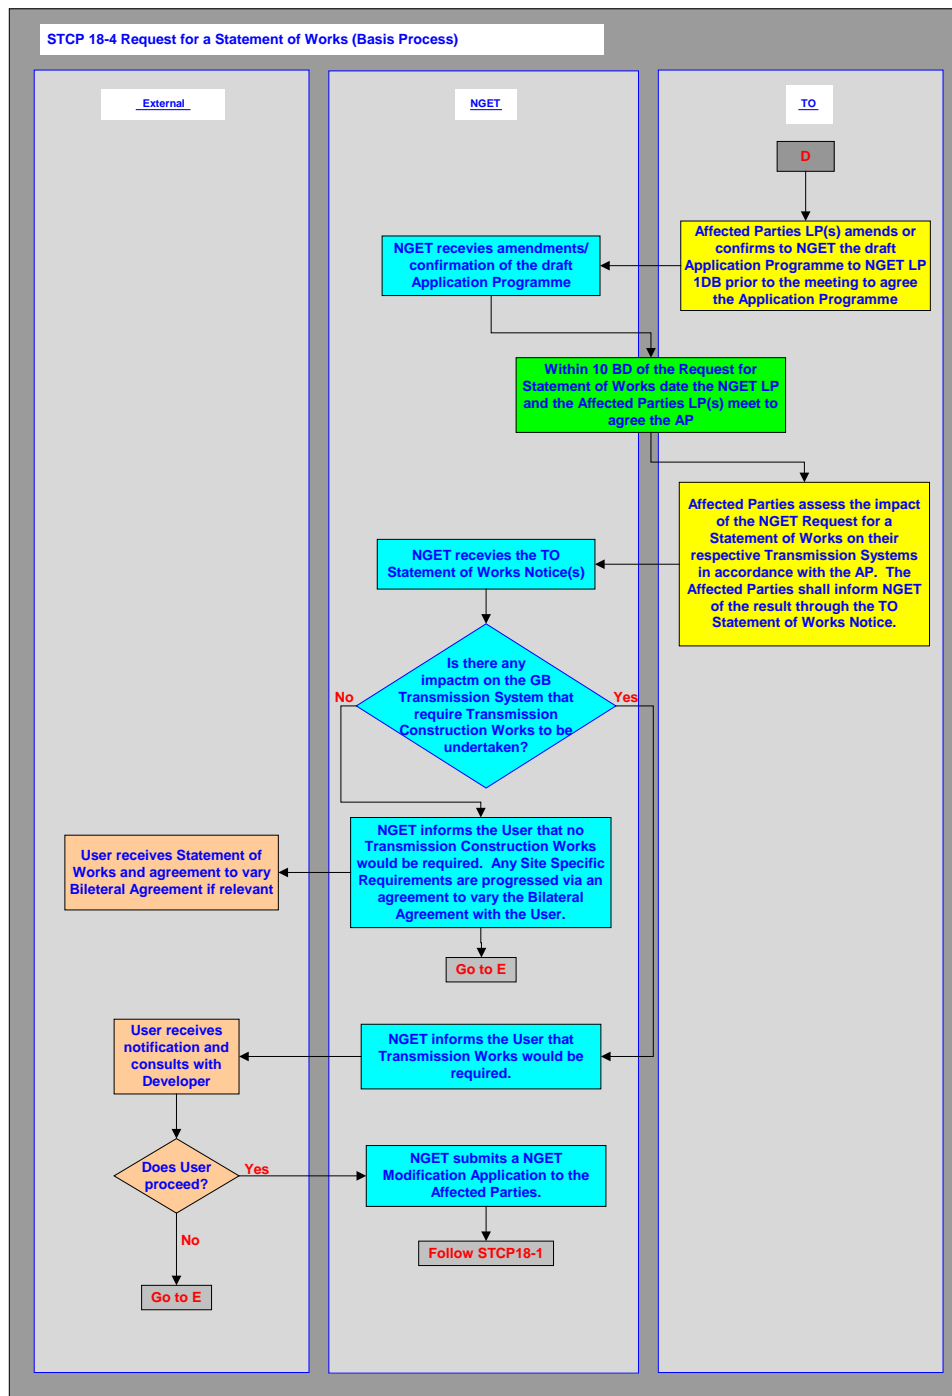 STCP 18-4 Request for a Statement of Works (Basis Process)
External
NGET
TO
D
Affected Parties LP(s) amends or
confirms to NGET the draft
Application Programme to NGET LP
1DB prior to the meeting to agree
the Application Programme
NGET recevies amendments/
confirmation of the draft
Application Programme
Within 10 BD of the Request for
Statement of Works date the NGET LP
and the Affected Parties LP(s) meet to
agree the AP
Affected Parties assess the impact
of the NGET Request for a
Statement of Works on their
respective Transmission Systems
in accordance with the AP. The
Affected Parties shall inform NGET
of the result through the TO
Statement of Works Notice.
NGET recevies the TO
Statement of Works Notice(s)
Is there any
impactm on the GB
Transmission System that
require Transmission
Construction Works to be
undertaken?
No
Yes
NGET informs the User that no
Transmission Construction Works
would be required. Any Site Specific
Requirements are progressed via an
agreement to vary the Bilateral
Agreement with the User.
User receives Statement of
Works and agreement to vary
Bileteral Agreement if relevant
Go to E
NGET informs the User that
Transmission Works would be
required.
User receives
notification and
consults with
Developer
Does User
proceed?
Yes
No
NGET submits a NGET
Modification Application to the
Affected Parties.
Follow STCP18-1
Go to E